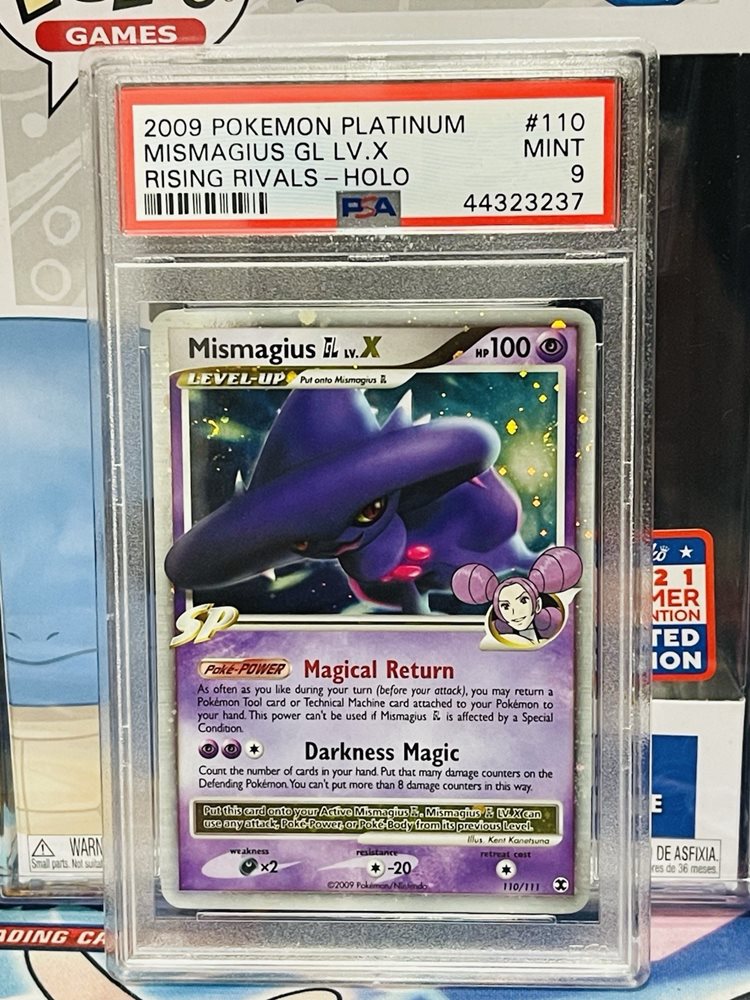 GAMES
2009 POKEMON PLATINUM #110
MISMAGIUS GL LV.X MINT
RISING RIVALS-HOLO 9
PSA 44323237
Mismagius GL LV.X HP100
LEVEL-UP Put onto Mismagius GL
SP
Poké-POWER Magical Return
As often as you like during your turn (before your attack), you may return a
Pokémon Tool card or Technical Machine card attached to your Pokémon to
your hand. This power can't be used if Mismagius GL is affected by a Special
Condition.
Darkness Magic
Count the number of cards in your hand. Put that many damage counters on the
Defending Pokémon. You can't put more than 8 damage counters in this way.
Put this card onto your Active Mismagius GL. Mismagius GL LV.X can
use any attack, Poké-Power, or Poké-Body from its previous Level.
Illus. Kent Kanetsuna
weakness resistance retreat cost
×2 -20
©2009 Pokémon/Nintendo 110/111
21
MER
NTION
TED
ION
E
WARN
Small parts. Not suitab
DE ASFIXIA.
res de 36 meses.
ADING CA